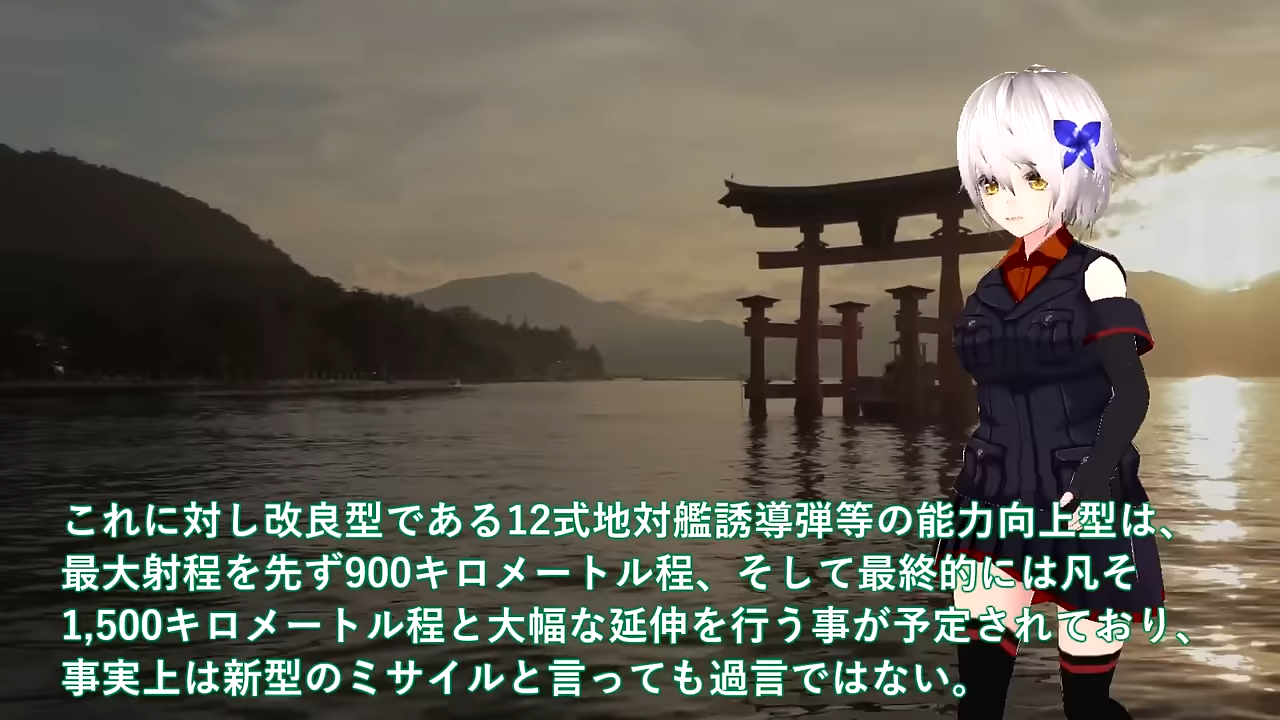 これに対し改良型である12式地対艦誘導弾等の能力向上型は、
最大射程を先ず900キロメートル程、そして最終的には凡そ
1,500キロメートル程と大幅な延伸を行う事が予定されており、
事実上は新型のミサイルと言っても過言ではない。